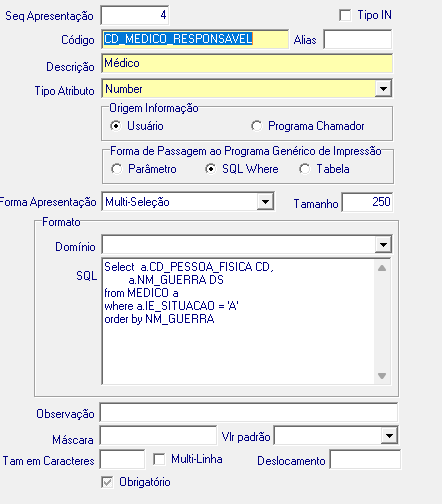 Seq Apresentação 4 Tipo IN
Código CD_MEDICO_RESPONSAVEL Alias
Descrição Médico
Tipo Atributo Number
Origem Informação
Usuário Programa Chamador
Forma de Passagem ao Programa Genérico de Impressão
Parâmetro SQL Where Tabela
Forma Apresentação Multi-Seleção Tamanho 250
Formato
Domínio
SQL Select a.CD_PESSOA_FISICA CD,
a.NM_GUERRA DS
from MEDICO a
where a.IE_SITUACAO = 'A'
order by NM_GUERRA
Observação
Máscara Vlr padrão
Tam em Caracteres Multi-Linha Deslocamento
Obrigatório